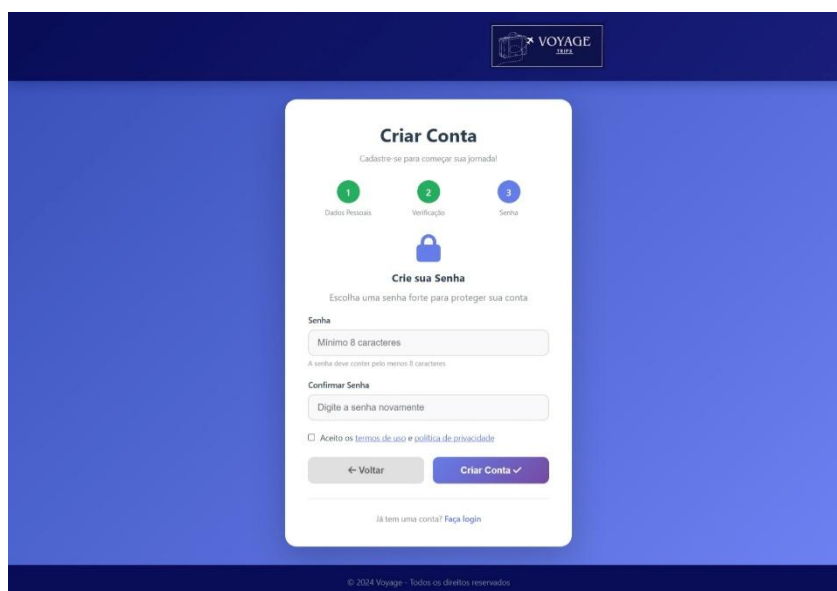 VOYAGE
TRIPS
Criar Conta
Cadastre-se para começar sua jornada!
1 2 3
Dados Pessoais Verificação Senha
Crie sua Senha
Escolha uma senha forte para proteger sua conta
Senha
Mínimo 8 caracteres
A senha deve conter pelo menos 8 caracteres
Confirmar Senha
Digite a senha novamente
Aceito os termos de uso e política de privacidade
← Voltar Criar Conta ✓
Já tem uma conta? Faça login
© 2024 Voyage - Todos os direitos reservados